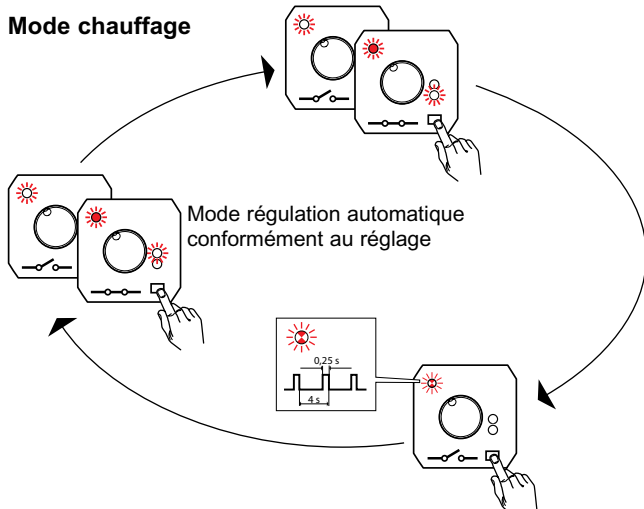 Mode chauffage
Mode régulation automatique
conformément au réglage
0,25 s
4 s